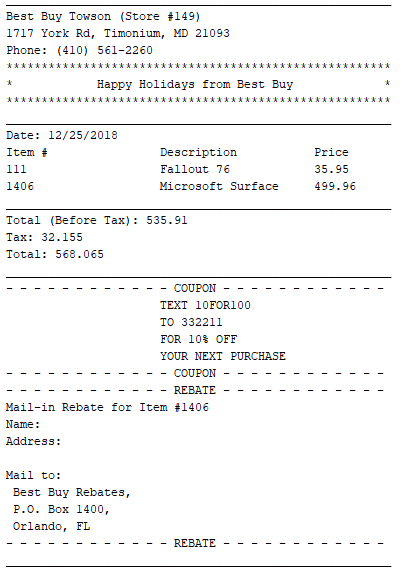 Best Buy Towson (Store #149)
1717 York Rd, Timonium, MD 21093
Phone: (410) 561-2260
*******************************************************
* Happy Holidays from Best Buy *
*******************************************************
Date: 12/25/2018
Item # Description Price
111 Fallout 76 35.95
1406 Microsoft Surface 499.96
Total (Before Tax): 535.91
Tax: 32.155
Total: 568.065
- - - - - - - - - - - - COUPON - - - - - - - - - - - -
TEXT 10FOR100
TO 332211
FOR 10% OFF
YOUR NEXT PURCHASE
- - - - - - - - - - - - COUPON - - - - - - - - - - - -
- - - - - - - - - - - - REBATE - - - - - - - - - - - -
Mail-in Rebate for Item #1406
Name:
Address:
Mail to:
Best Buy Rebates,
P.O. Box 1400,
Orlando, FL
- - - - - - - - - - - - REBATE - - - - - - - - - - - -